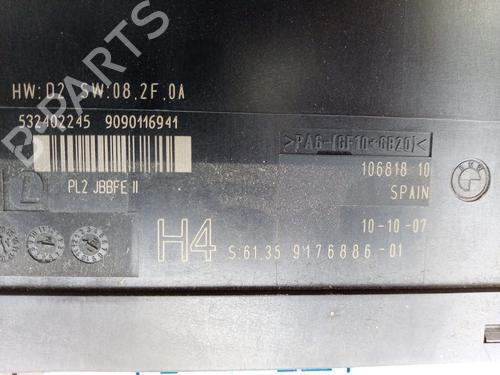 HW:D2 SW:08.2F.0A
532402245 9090116941
>PA6-(GF10+GB20)<
106818 10
SPAIN
PL2 JBBFE II
10-10-07
H4 S:61.35 9176886-01
B-PARTS